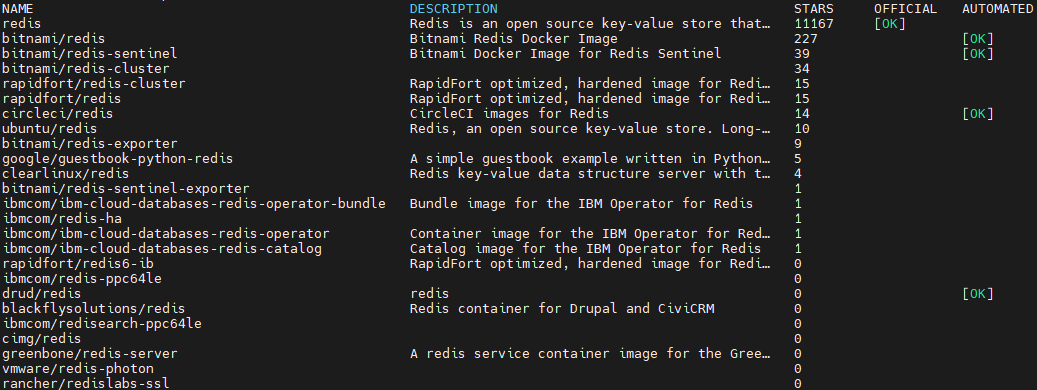 NAME DESCRIPTION STARS OFFICIAL AUTOMATED
redis Redis is an open source key-value store that… 11167 [OK]
bitnami/redis Bitnami Redis Docker Image 227 [OK]
bitnami/redis-sentinel Bitnami Docker Image for Redis Sentinel 39 [OK]
bitnami/redis-cluster 34
rapidfort/redis-cluster RapidFort optimized, hardened image for Redi… 15
rapidfort/redis RapidFort optimized, hardened image for Redi… 15
circleci/redis CircleCI images for Redis 14 [OK]
ubuntu/redis Redis, an open source key-value store. Long-… 10
bitnami/redis-exporter 9
google/guestbook-python-redis A simple guestbook example written in Python… 5
clearlinux/redis Redis key-value data structure server with t… 4
bitnami/redis-sentinel-exporter 1
ibmcom/ibm-cloud-databases-redis-operator-bundle Bundle image for the IBM Operator for Redis 1
ibmcom/redis-ha 1
ibmcom/ibm-cloud-databases-redis-operator Container image for the IBM Operator for Red… 1
ibmcom/ibm-cloud-databases-redis-catalog Catalog image for the IBM Operator for Redis 1
rapidfort/redis6-ib RapidFort optimized, hardened image for Redi… 0
ibmcom/redis-ppc64le 0
drud/redis redis 0 [OK]
blackflysolutions/redis Redis container for Drupal and CiviCRM 0
ibmcom/redisearch-ppc64le 0
cimg/redis 0
greenbone/redis-server A redis service container image for the Gree… 0
vmware/redis-photon 0
rancher/redislabs-ssl 0